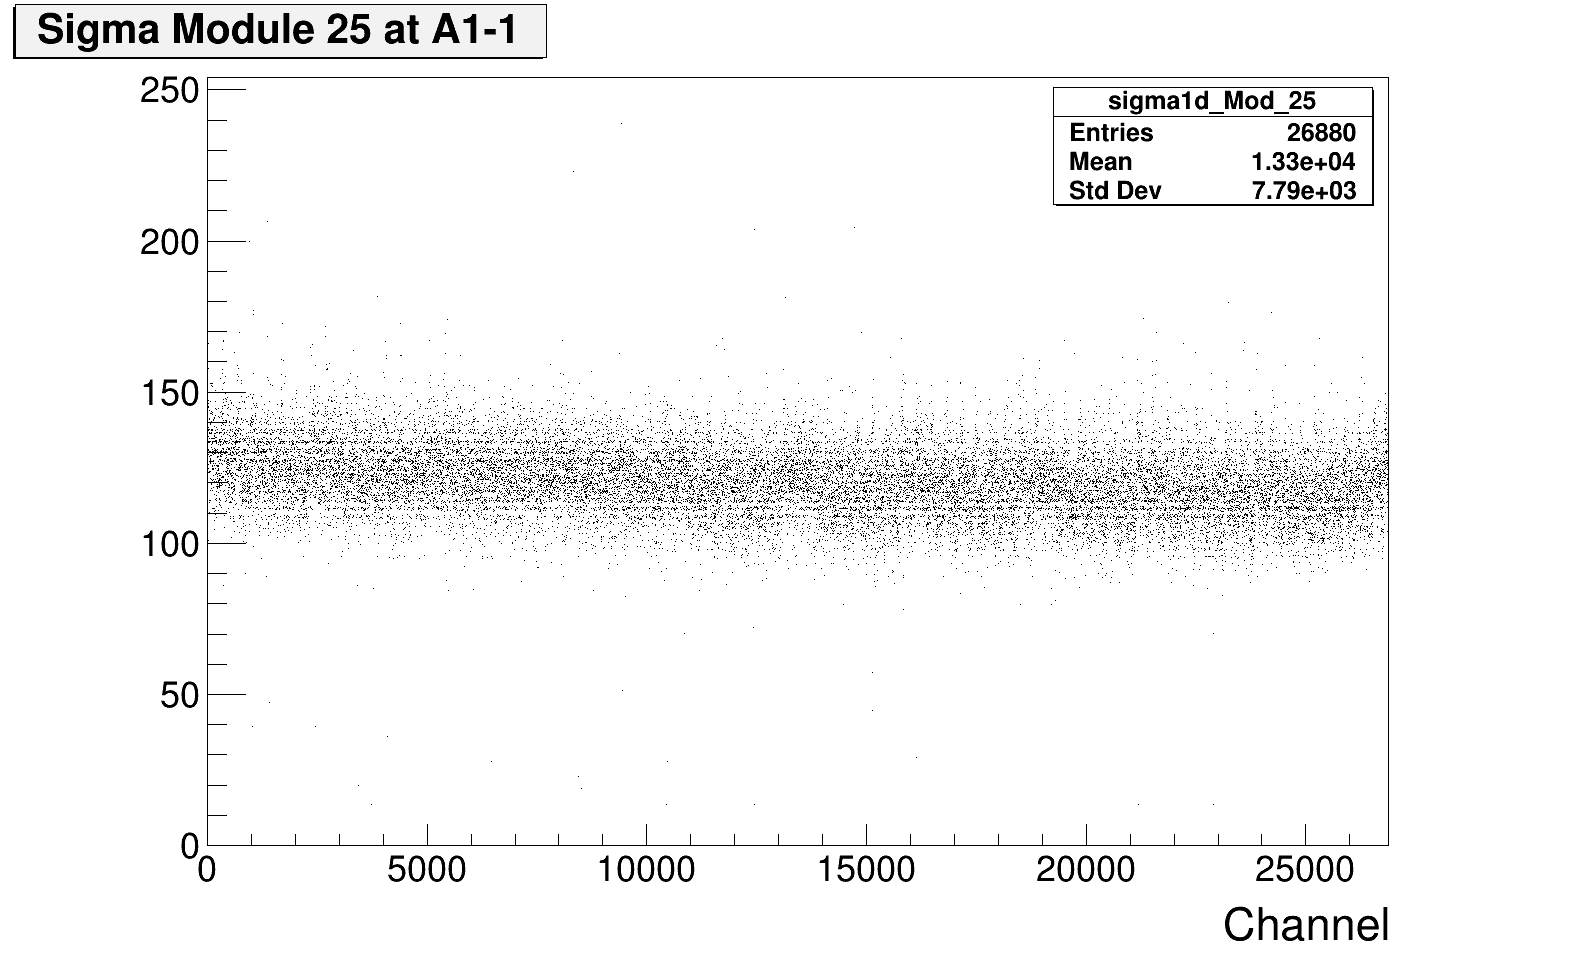 Sigma Module 25 at A1-1
sigma1d_Mod_25
Entries 26880
Mean 1.33e+04
Std Dev 7.79e+03
250
200
150
100
50
0
0 5000 10000 15000 20000 25000
Channel